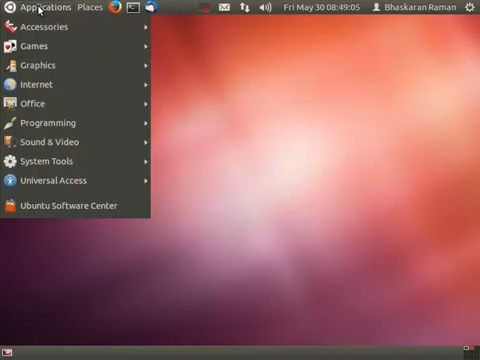 Applications Places Fri May 30 08:49:05 Bhaskaran Raman
Accessories
Games
Graphics
Internet
Office
Programming
Sound & Video
System Tools
Universal Access
Ubuntu Software Center